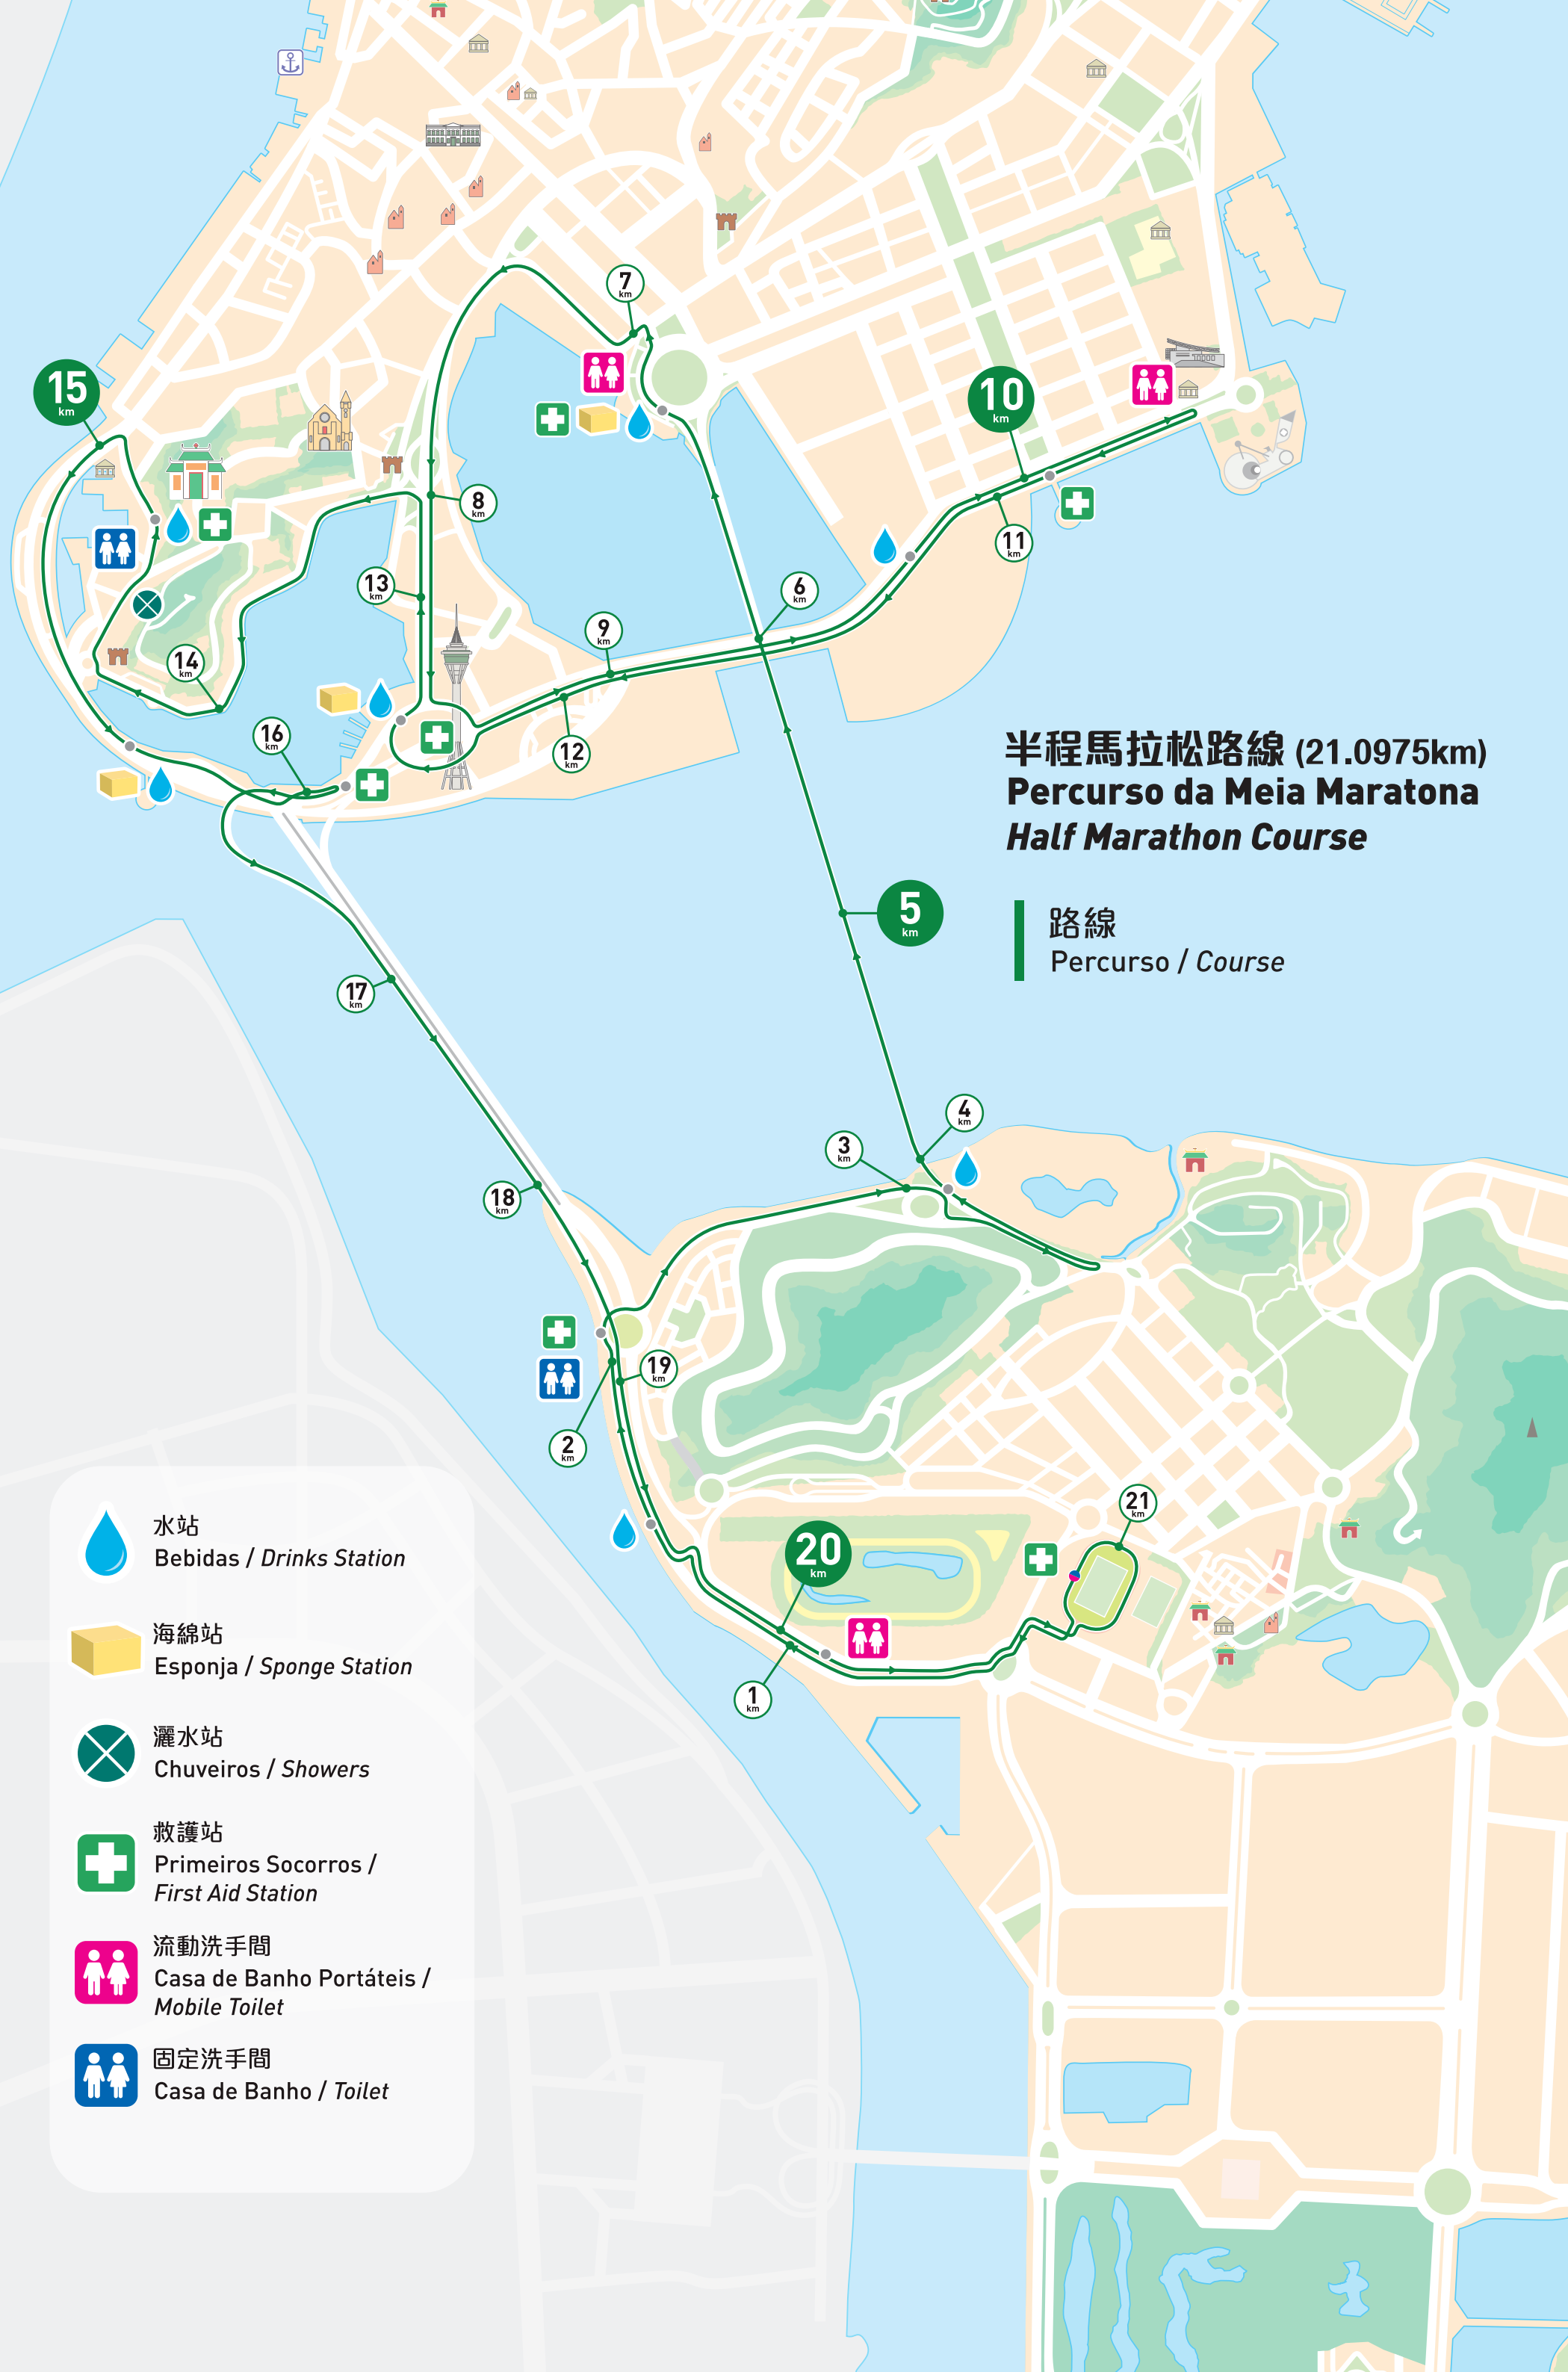 7
km
15
km
10
km
8
km
11
km
13
km
6
km
9
km
14
km
16
km
12
km
半程馬拉松路線 (21.0975km)
Percurso da Meia Maratona
Half Marathon Course
5
km
路線
Percurso / Course
17
km
4
km
3
km
18
km
19
km
2
km
21
km
20
km
1
km
水站
Bebidas / Drinks Station
海綿站
Esponja / Sponge Station
灑水站
Chuveiros / Showers
救護站
Primeiros Socorros /
First Aid Station
流動洗手間
Casa de Banho Portáteis /
Mobile Toilet
固定洗手間
Casa de Banho / Toilet